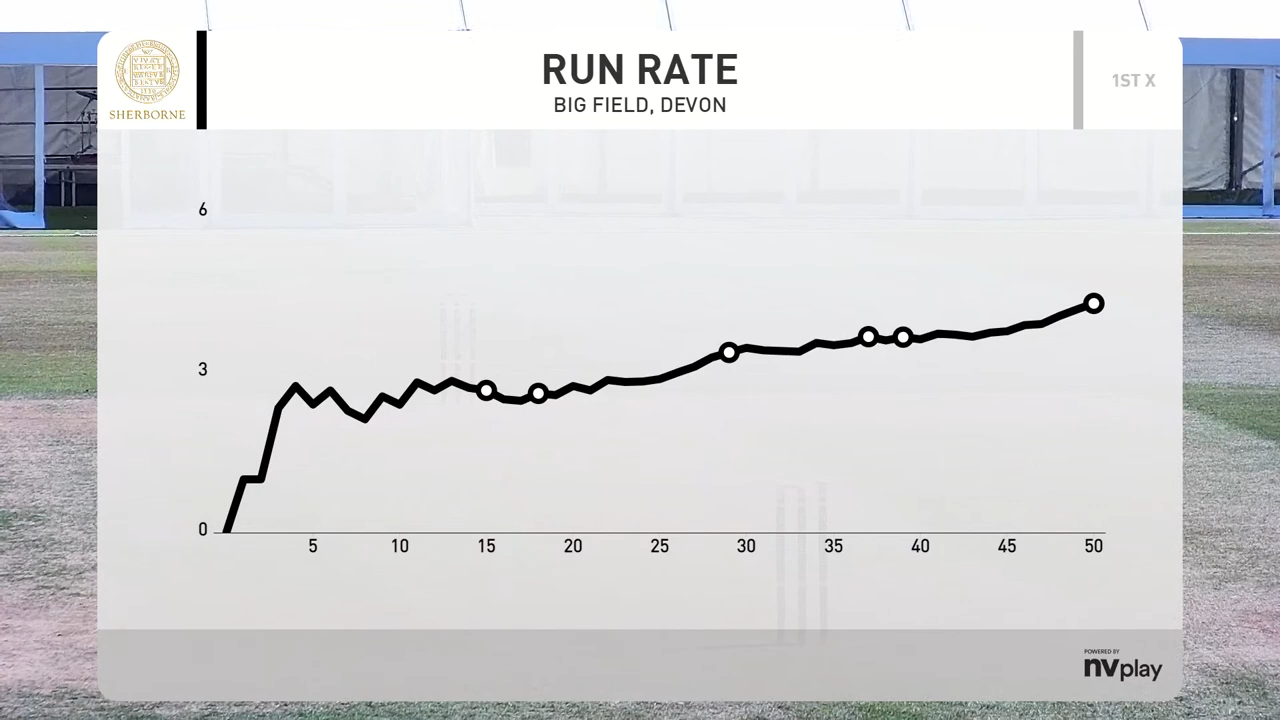 RUN RATE
BIG FIELD, DEVON
1ST X
SHERBORNE
6
3
0
5 10 15 20 25 30 35 40 45 50
POWERED BY
nvplay